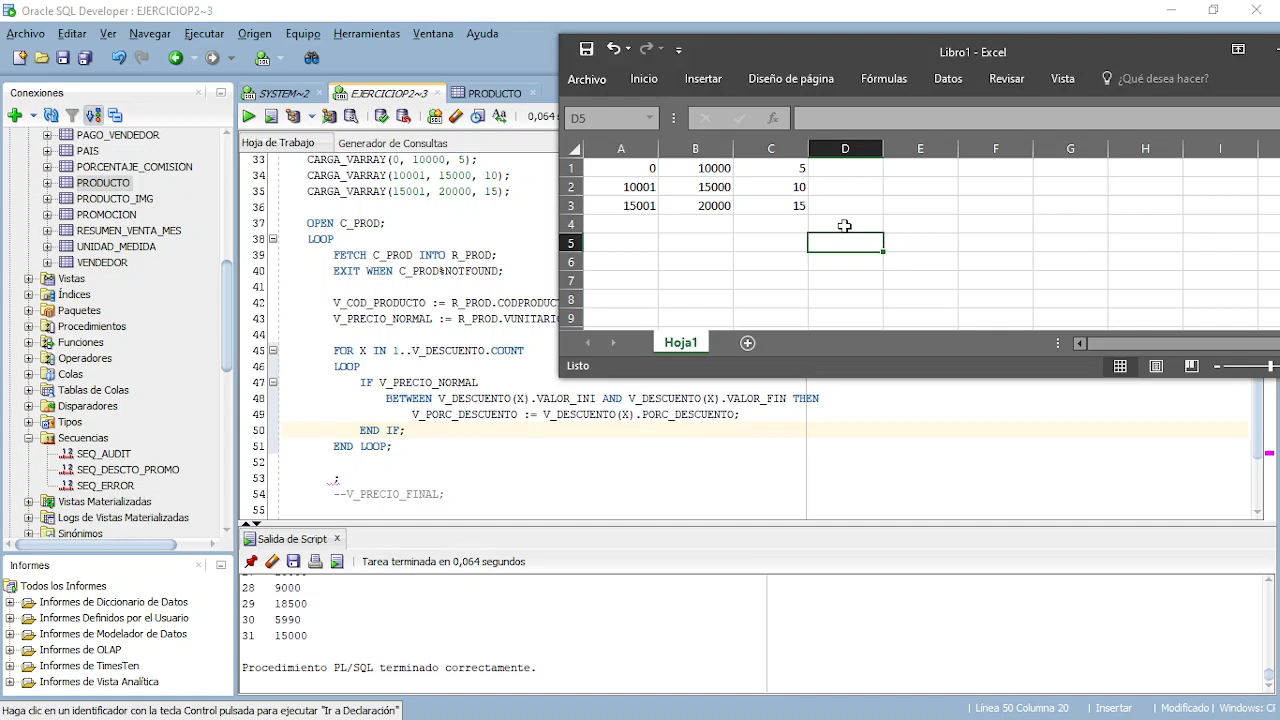 Oracle SQL Developer : EJERCICIOP2~3
Archivo Editar Ver Navegar Ejecutar Origen Equipo Herramientas Ventana Ayuda
Conexiones
PAGO_VENDEDOR
PAIS
PORCENTAJE_COMISION
PRODUCTO
PRODUCTO_IMG
PROMOCION
RESUMEN_VENTA_MES
UNIDAD_MEDIDA
VENDEDOR
Vistas
Índices
Paquetes
Procedimientos
Funciones
Operadores
Colas
Tablas de Colas
Disparadores
Tipos
Secuencias
SEQ_AUDIT
SEQ_DESCTO_PROMO
SEQ_ERROR
Vistas Materializadas
Logs de Vistas Materializadas
Sinónimos
Informes
Todos los Informes
Informes de Diccionario de Datos
Informes Definidos por el Usuario
Informes de Modelador de Datos
Informes de OLAP
Informes de TimesTen
Informes de Vista Analítica
SYSTEM~2 EJERCICIOP2~3 PRODUCTO
0,064 s
Hoja de Trabajo Generador de Consultas
33 CARGA_VARRAY(0, 10000, 5);
34 CARGA_VARRAY(10001, 15000, 10);
35 CARGA_VARRAY(15001, 20000, 15);
36
37 OPEN C_PROD;
38 LOOP
39 FETCH C_PROD INTO R_PROD;
40 EXIT WHEN C_PROD%NOTFOUND;
41
42 V_COD_PRODUCTO := R_PROD.CODPRODUCT
43 V_PRECIO_NORMAL := R_PROD.VUNITARIO
44
45 FOR X IN 1..V_DESCUENTO.COUNT
46 LOOP
47 IF V_PRECIO_NORMAL
48 BETWEEN V_DESCUENTO(X).VALOR_INI AND V_DESCUENTO(X).VALOR_FIN THEN
49 V_PORC_DESCUENTO := V_DESCUENTO(X).PORC_DESCUENTO;
50 END IF;
51 END LOOP;
52
53 ;
54 --V_PRECIO_FINAL;
55
Libro1 - Excel
Archivo Inicio Insertar Diseño de página Fórmulas Datos Revisar Vista ¿Qué desea hacer?
D5 fx
A B C D E F G H I
1 0 10000 5
2 10001 15000 10
3 15001 20000 15
4
5
6
7
8
9
Hoja1
Listo
Salida de Script x
Tarea terminada en 0,064 segundos
28 9000
29 18500
30 5990
31 15000
Procedimiento PL/SQL terminado correctamente.
Haga clic en un identificador con la tecla Control pulsada para ejecutar "Ir a Declaración"
Línea 50 Columna 20 Insertar Modificado Windows: CF